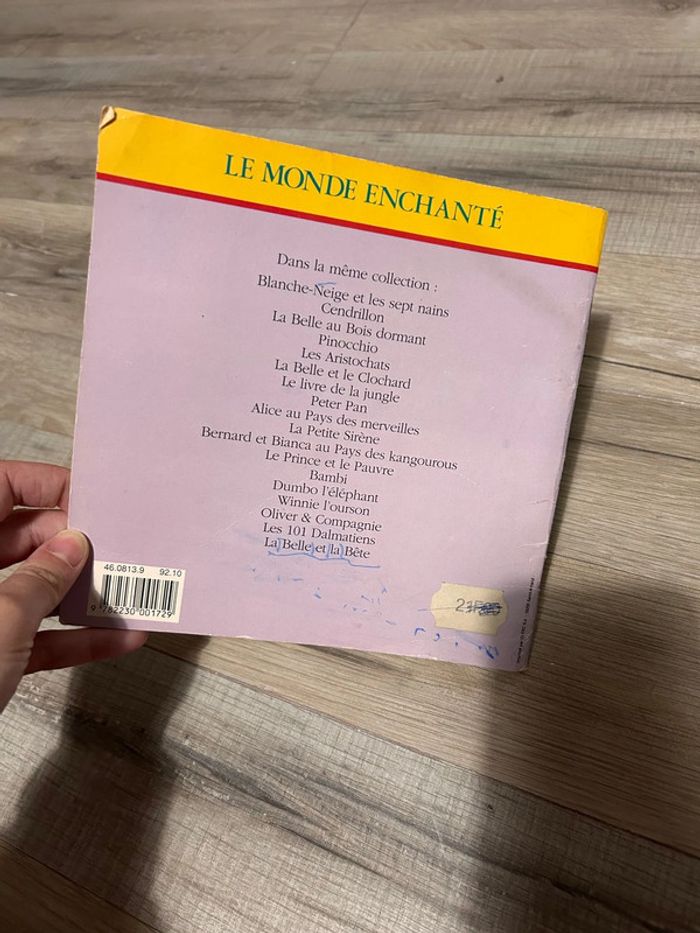 LE MONDE ENCHANTÉ
Dans la même collection :
Blanche-Neige et les sept nains
Cendrillon
La Belle au Bois dormant
Pinocchio
Les Aristochats
La Belle et le Clochard
Le livre de la jungle
Peter Pan
Alice au Pays des merveilles
La Petite Sirène
Bernard et Bianca au Pays des kangourous
Le Prince et le Pauvre
Bambi
Dumbo l'éléphant
Winnie l'ourson
Oliver & Compagnie
Les 101 Dalmatiens
La Belle et la Bête
46.0813.9 92.10
9 782230 001729